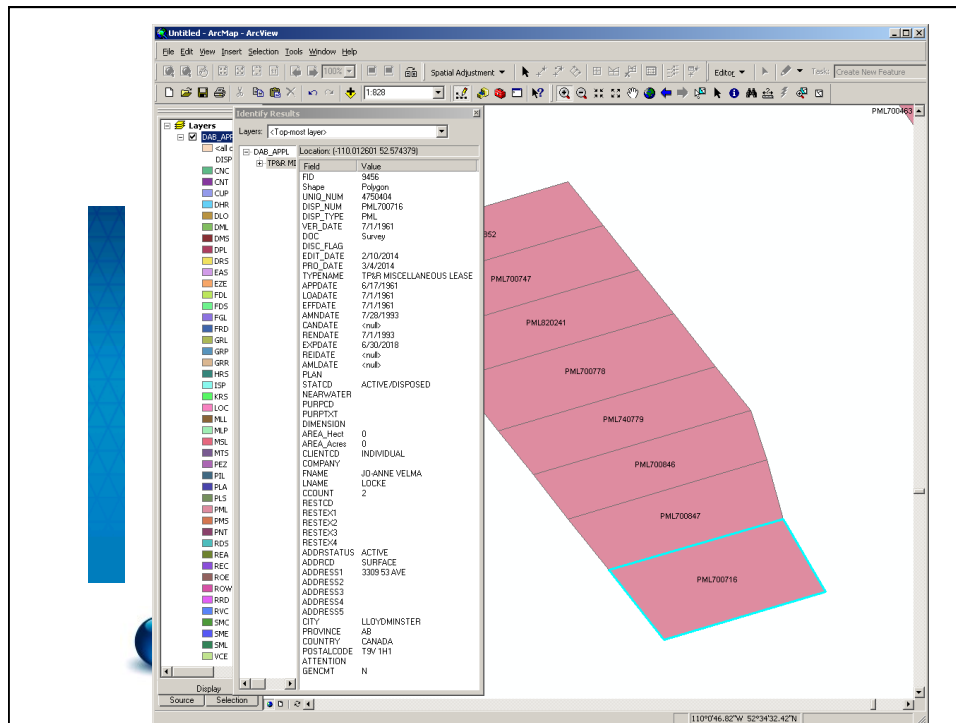 Untitled - ArcMap - ArcView
File Edit View Insert Selection Tools Window Help
100% Spatial Adjustment Editor Task: Create New Feature
1:828
Layers
DAB_APPL
<all o
DISP
CNC
CNT
CUP
DHR
DLO
DML
DMS
DPL
DRS
EAS
EZE
FDL
FDS
FGL
FRD
GRL
GRP
GRR
HRS
ISP
KRS
LOC
MLL
MLP
MSL
MTS
PEZ
PIL
PLA
PLS
PML
PMS
PNT
RDS
REA
REC
ROE
ROW
RRD
RVC
SMC
SME
SML
VCE
Display
Source Selection
Identify Results
Layers: <Top-most layer>
DAB_APPL
TP&R MI
Location: (-110.012601 52.574379)
Field Value
FID 9456
Shape Polygon
UNIQ_NUM 4750404
DISP_NUM PML700716
DISP_TYPE PML
VER_DATE 7/1/1961
DOC Survey
DISC_FLAG
EDIT_DATE 2/10/2014
PRO_DATE 3/4/2014
TYPENAME TP&R MISCELLANEOUS LEASE
APPDATE 6/17/1961
LOADATE 7/1/1961
EFFDATE 7/1/1961
AMNDATE 7/28/1993
CANDATE <null>
RENDATE 7/1/1993
EXPDATE 6/30/2018
REIDATE <null>
AMLDATE <null>
PLAN
STATCD ACTIVE/DISPOSED
NEARWATER
PURPCD
PURPTXT
DIMENSION
AREA_Hect 0
AREA_Acres 0
CLIENTCD INDIVIDUAL
COMPANY
FNAME JO-ANNE VELMA
LNAME LOCKE
CCOUNT 2
RESTCD
RESTEX1
RESTEX2
RESTEX3
RESTEX4
ADDRSTATUS ACTIVE
ADDRCD SURFACE
ADDRESS1 3309 53 AVE
ADDRESS2
ADDRESS3
ADDRESS4
ADDRESS5
CITY LLOYDMINSTER
PROVINCE AB
COUNTRY CANADA
POSTALCODE T9V 1H1
ATTENTION
GENCMT N
PML700463
352
PML700747
PML820241
PML700778
PML740779
PML700846
PML700847
PML700716
110°0'46.82"W 52°34'32.42"N